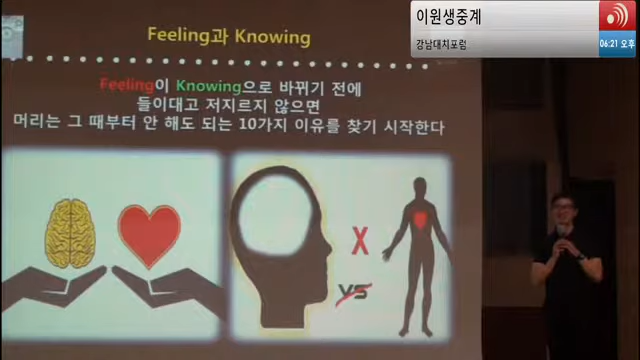 이원생중계
강남대치포럼
06:21 오후
Feeling과 Knowing
Feeling이 Knowing으로 바뀌기 전에
들이대고 저지르지 않으면
머리는 그 때부터 안 해도 되는 10가지 이유를 찾기 시작한다
X
VS